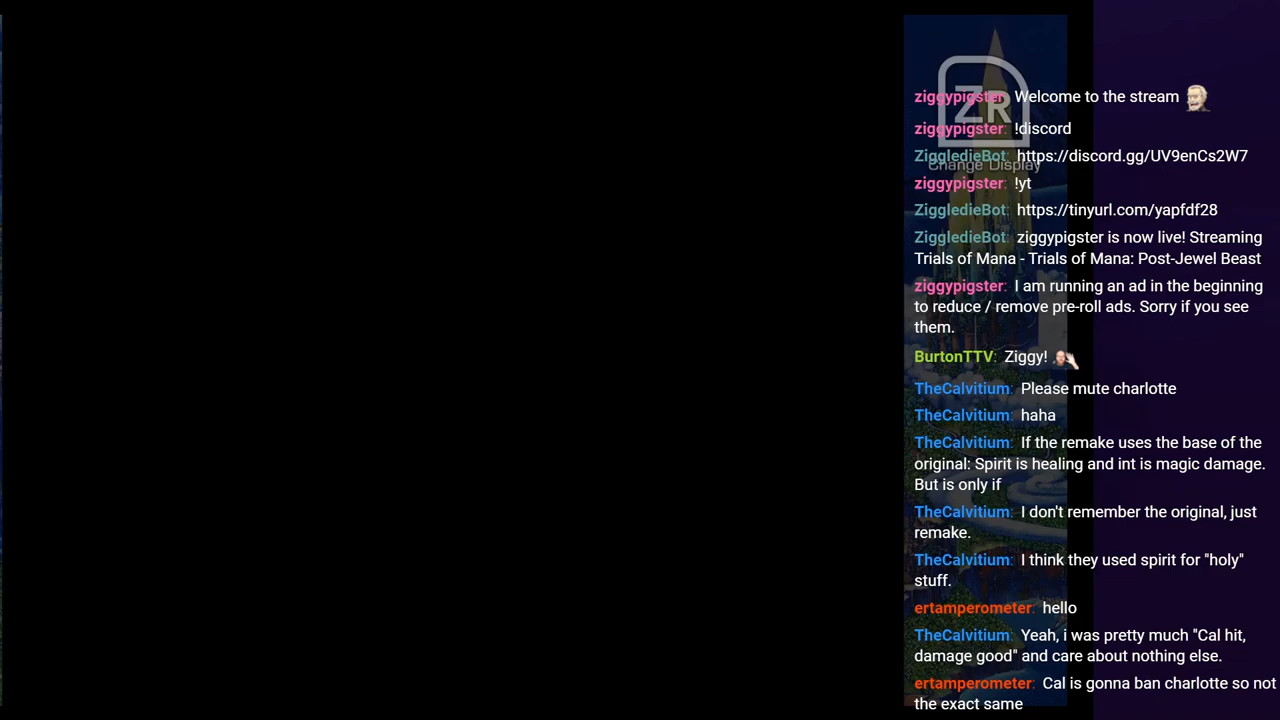 ZR
Change Display
ziggypigster: Welcome to the stream
ziggypigster: !discord
ZiggledieBot: https://discord.gg/UV9enCs2W7
ziggypigster: !yt
ZiggledieBot: https://tinyurl.com/yapfdf28
ZiggledieBot: ziggypigster is now live! Streaming
Trials of Mana - Trials of Mana: Post-Jewel Beast
ziggypigster: I am running an ad in the beginning
to reduce / remove pre-roll ads. Sorry if you see
them.
BurtonTTV: Ziggy!
TheCalvitium: Please mute charlotte
TheCalvitium: haha
TheCalvitium: If the remake uses the base of the
original: Spirit is healing and int is magic damage.
But is only if
TheCalvitium: I don't remember the original, just
remake.
TheCalvitium: I think they used spirit for "holy"
stuff.
ertamperometer: hello
TheCalvitium: Yeah, i was pretty much "Cal hit,
damage good" and care about nothing else.
ertamperometer: Cal is gonna ban charlotte so not
the exact same